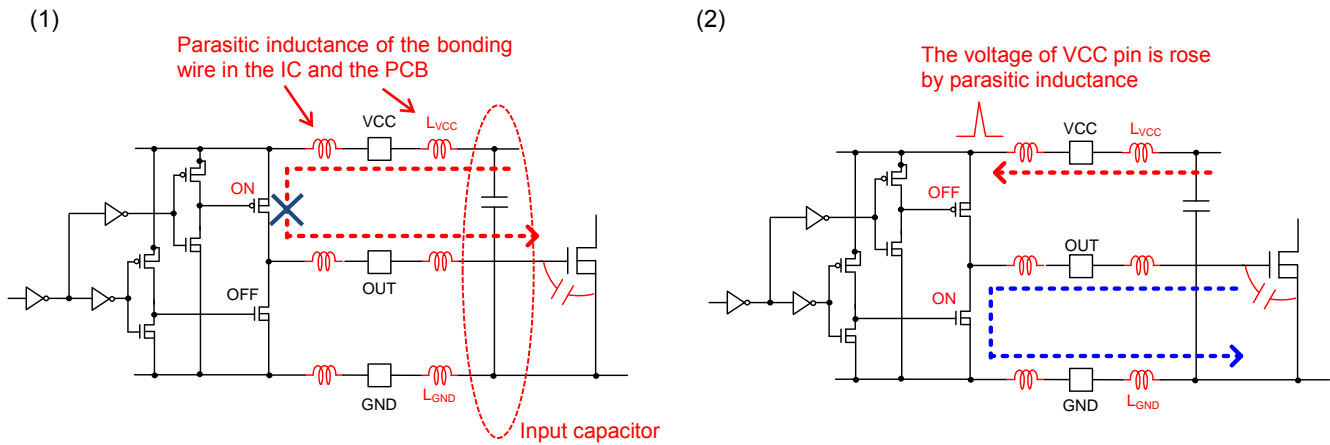 (1)
Parasitic inductance of the bonding
wire in the IC and the PCB
VCC
LVCC
ON
OFF
OUT
GND
LGND
Input capacitor
(2)
The voltage of VCC pin is rose
by parasitic inductance
VCC
LVCC
OFF
OUT
ON
GND
LGND